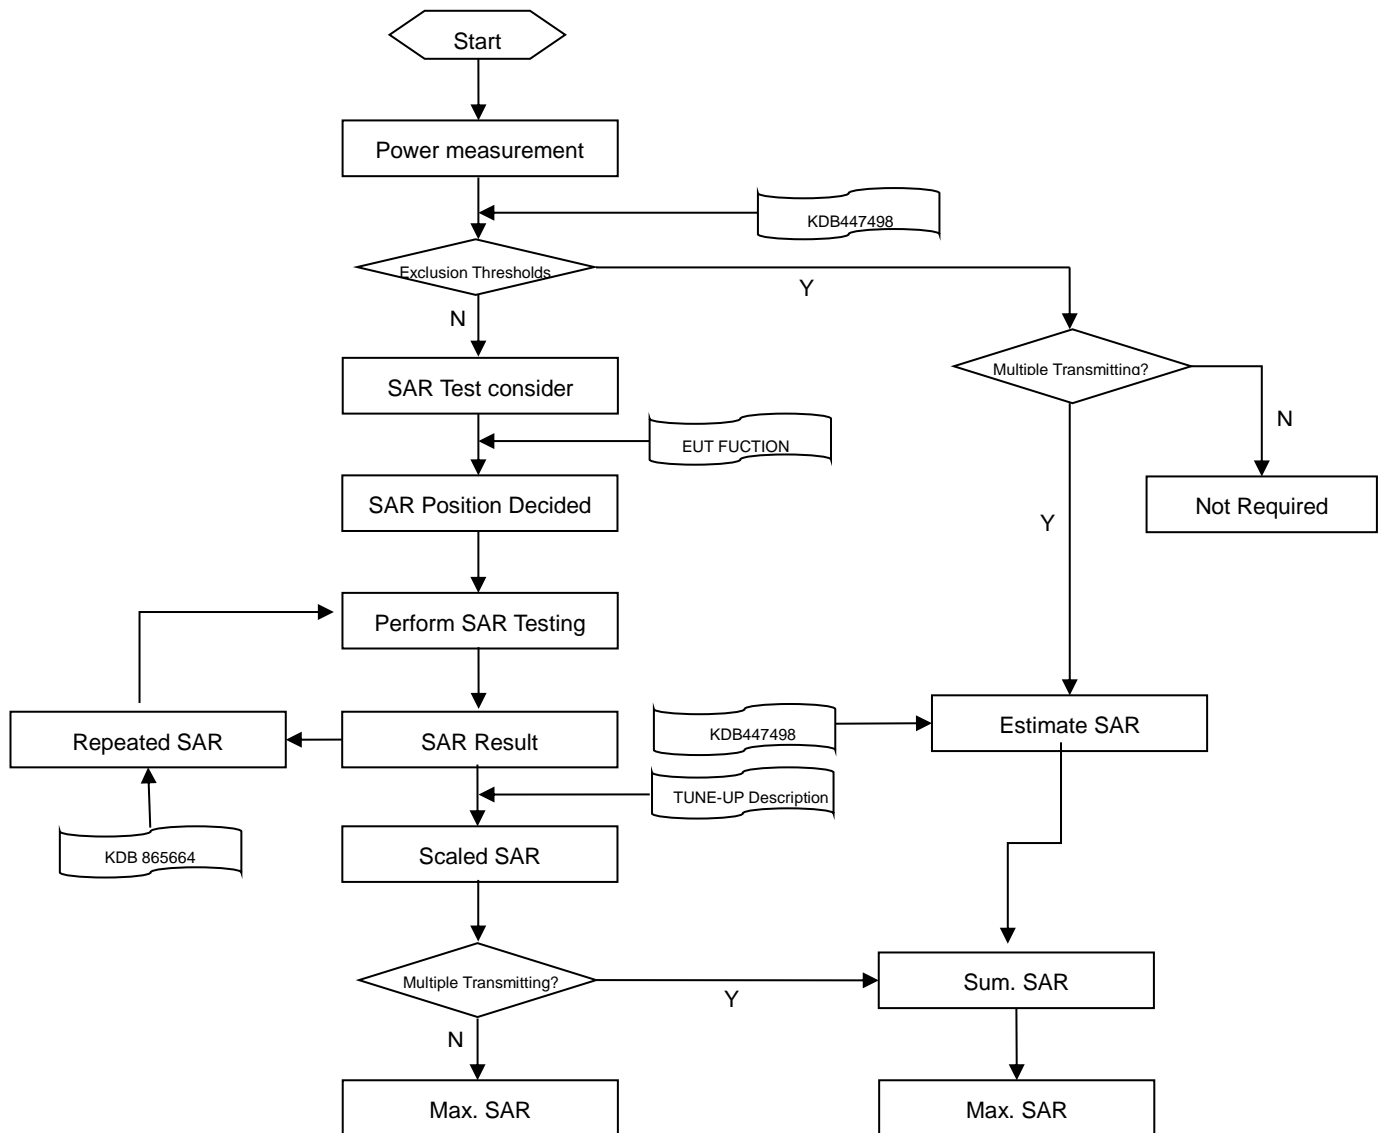 Start
Power measurement
KDB447498
Exclusion Thresholds
Y
N
Multiple Transmitting?
SAR Test consider
N
EUT FUCTION
SAR Position Decided
Not Required
Y
Perform SAR Testing
Repeated SAR
SAR Result
KDB447498
Estimate SAR
TUNE-UP Description
KDB 865664
Scaled SAR
Multiple Transmitting?
Y
Sum. SAR
N
Max. SAR
Max. SAR